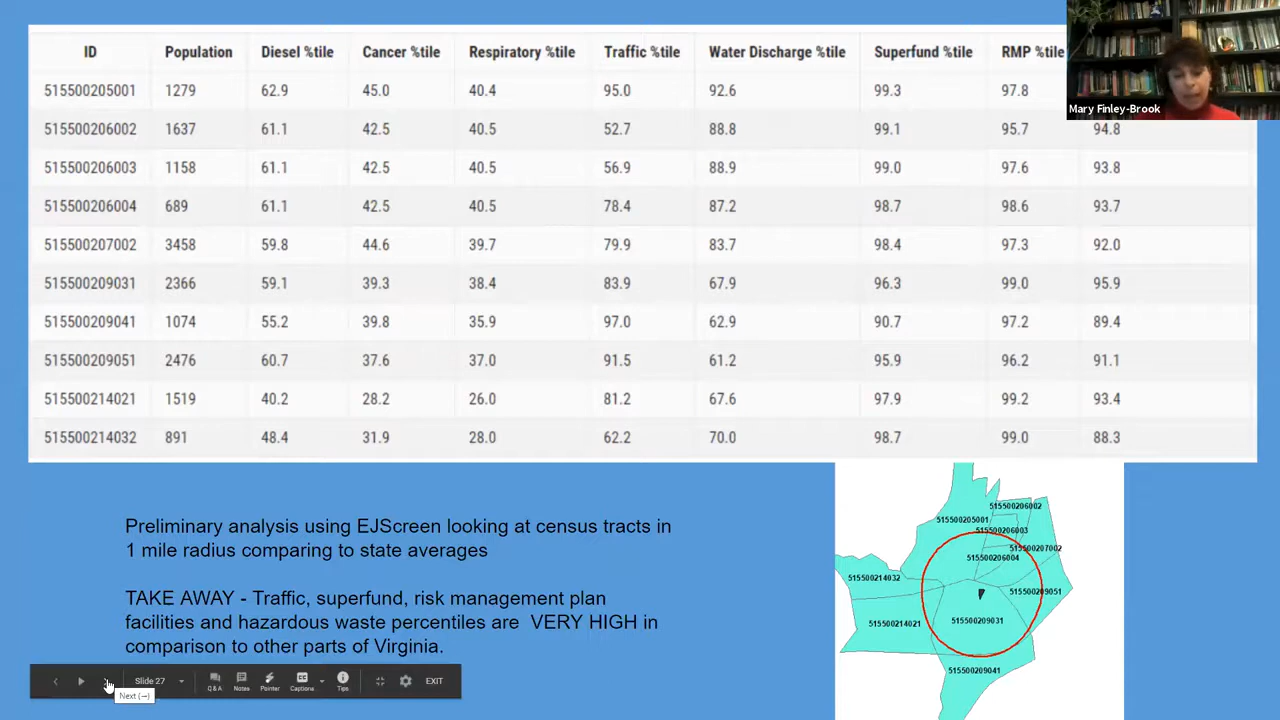 ID Population Diesel %tile Cancer %tile Respiratory %tile Traffic %tile Water Discharge %tile Superfund %tile RMP %tile
Mary Finley-Brook
515500205001 1279 62.9 45.0 40.4 95.0 92.6 99.3 97.8
515500206002 1637 61.1 42.5 40.5 52.7 88.8 99.1 95.7 94.8
515500206003 1158 61.1 42.5 40.5 56.9 88.9 99.0 97.6 93.8
515500206004 689 61.1 42.5 40.5 78.4 87.2 98.7 98.6 93.7
515500207002 3458 59.8 44.6 39.7 79.9 83.7 98.4 97.3 92.0
515500209031 2366 59.1 39.3 38.4 83.9 67.9 96.3 99.0 95.9
515500209041 1074 55.2 39.8 35.9 97.0 62.9 90.7 97.2 89.4
515500209051 2476 60.7 37.6 37.0 91.5 61.2 95.9 96.2 91.1
515500214021 1519 40.2 28.2 26.0 81.2 67.6 97.9 99.2 93.4
515500214032 891 48.4 31.9 28.0 62.2 70.0 98.7 99.0 88.3
Preliminary analysis using EJScreen looking at census tracts in
1 mile radius comparing to state averages
TAKE AWAY - Traffic, superfund, risk management plan
facilities and hazardous waste percentiles are VERY HIGH in
comparison to other parts of Virginia.
515500206002
515500205001
515500206003
515500207002
515500206004
515500214032
515500209051
515500214021
515500209031
515500209041
Slide 27
Q & A Notes Pointer Captions Tips EXIT
Next (→)